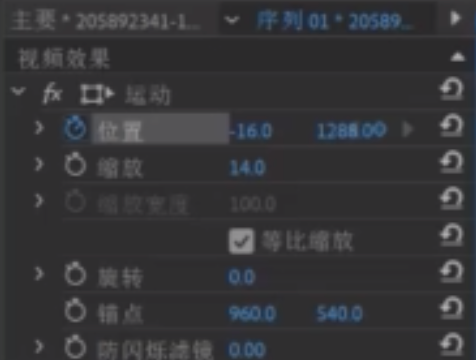 主要 * 205892341-1... 序列 01 * 20589...
视频效果
fx 运动
位置 -16.0 1288.00
缩放 14.0
缩放宽度 100.0
等比缩放
旋转 0.0
锚点 960.0 540.0
防闪烁滤镜 0.00